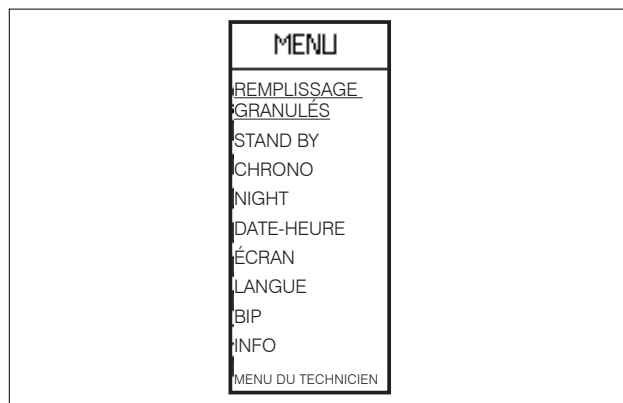 MENU
REMPLISSAGE
GRANULÉS
STAND BY
CHRONO
NIGHT
DATE-HEURE
ÉCRAN
LANGUE
BIP
INFO
MENU DU TECHNICIEN